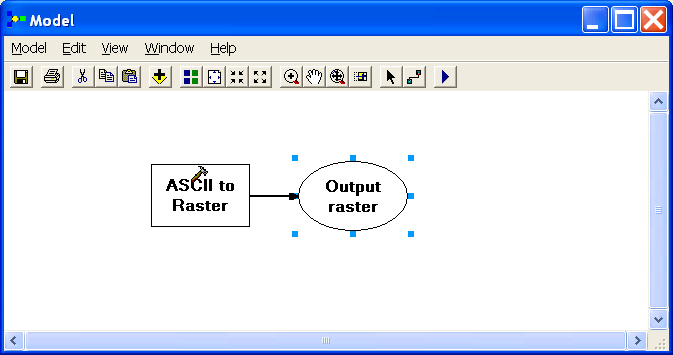 Model
Model Edit View Window Help
ASCII to
Raster
Output
raster